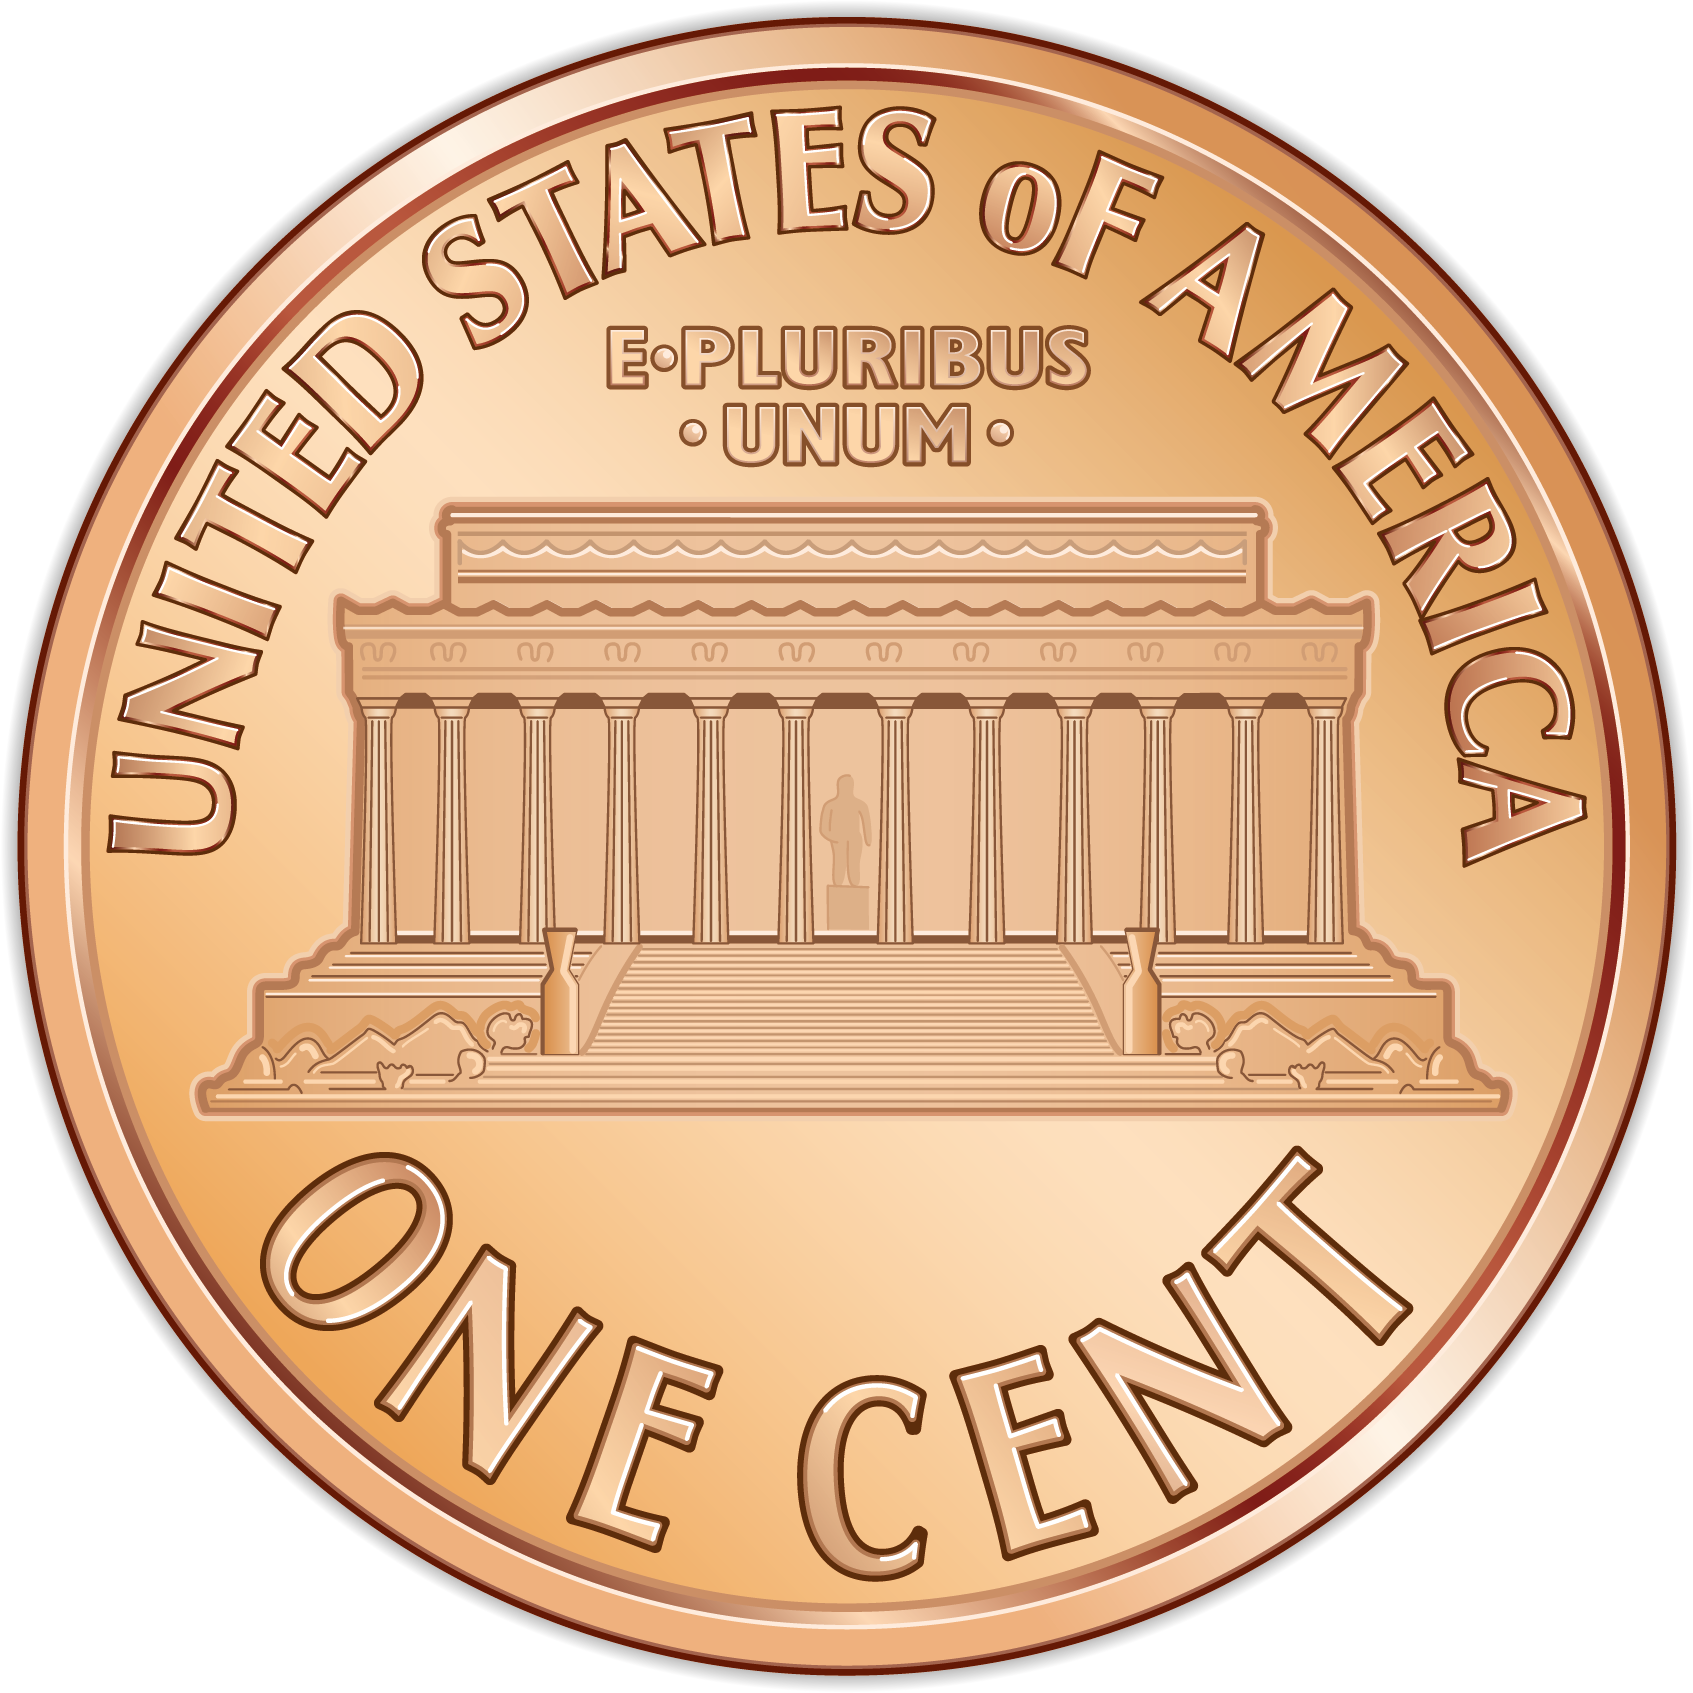 UNITED STATES oF AMERICA
E•PLURIBUS
•UNUM•
ONE CENT